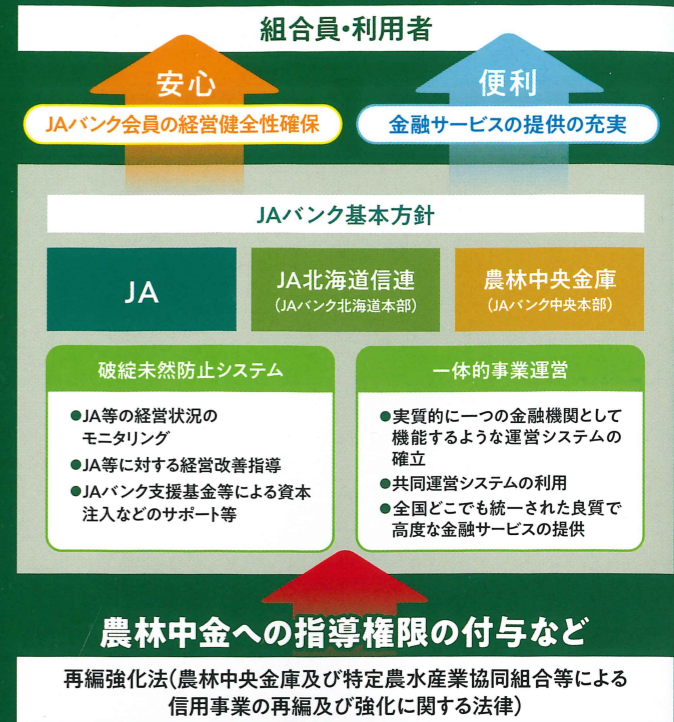 組合員・利用者
安心
便利
JAバンク会員の経営健全性確保
金融サービスの提供の充実
JAバンク基本方針
JA
JA北海道信連
(JAバンク北海道本部)
農林中央金庫
(JAバンク中央本部)
破綻未然防止システム
●JA等の経営状況の
モニタリング
●JA等に対する経営改善指導
●JAバンク支援基金等による資本
注入などのサポート等
一体的事業運営
●実質的に一つの金融機関として
機能するような運営システムの
確立
●共同運営システムの利用
●全国どこでも統一された良質で
高度な金融サービスの提供
農林中金への指導権限の付与など
再編強化法(農林中央金庫及び特定農水産業協同組合等による
信用事業の再編及び強化に関する法律)